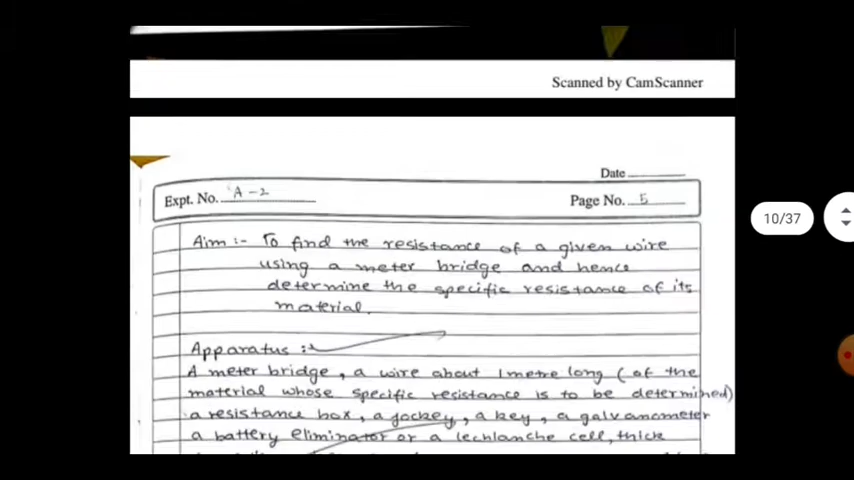 Scanned by CamScanner
Date
Expt. No. A-2
Page No. 5
10/37
Aim :- To find the resistance of a given wire
using a meter bridge and hence
determine the specific resistance of its
material.
Apparatus :-
A meter bridge, a wire about 1metre long (of the
material whose specific resistance is to be determined)
a resistance box, a jockey, a key, a galvanometer
a battery eliminator or a lechlanche cell, thick